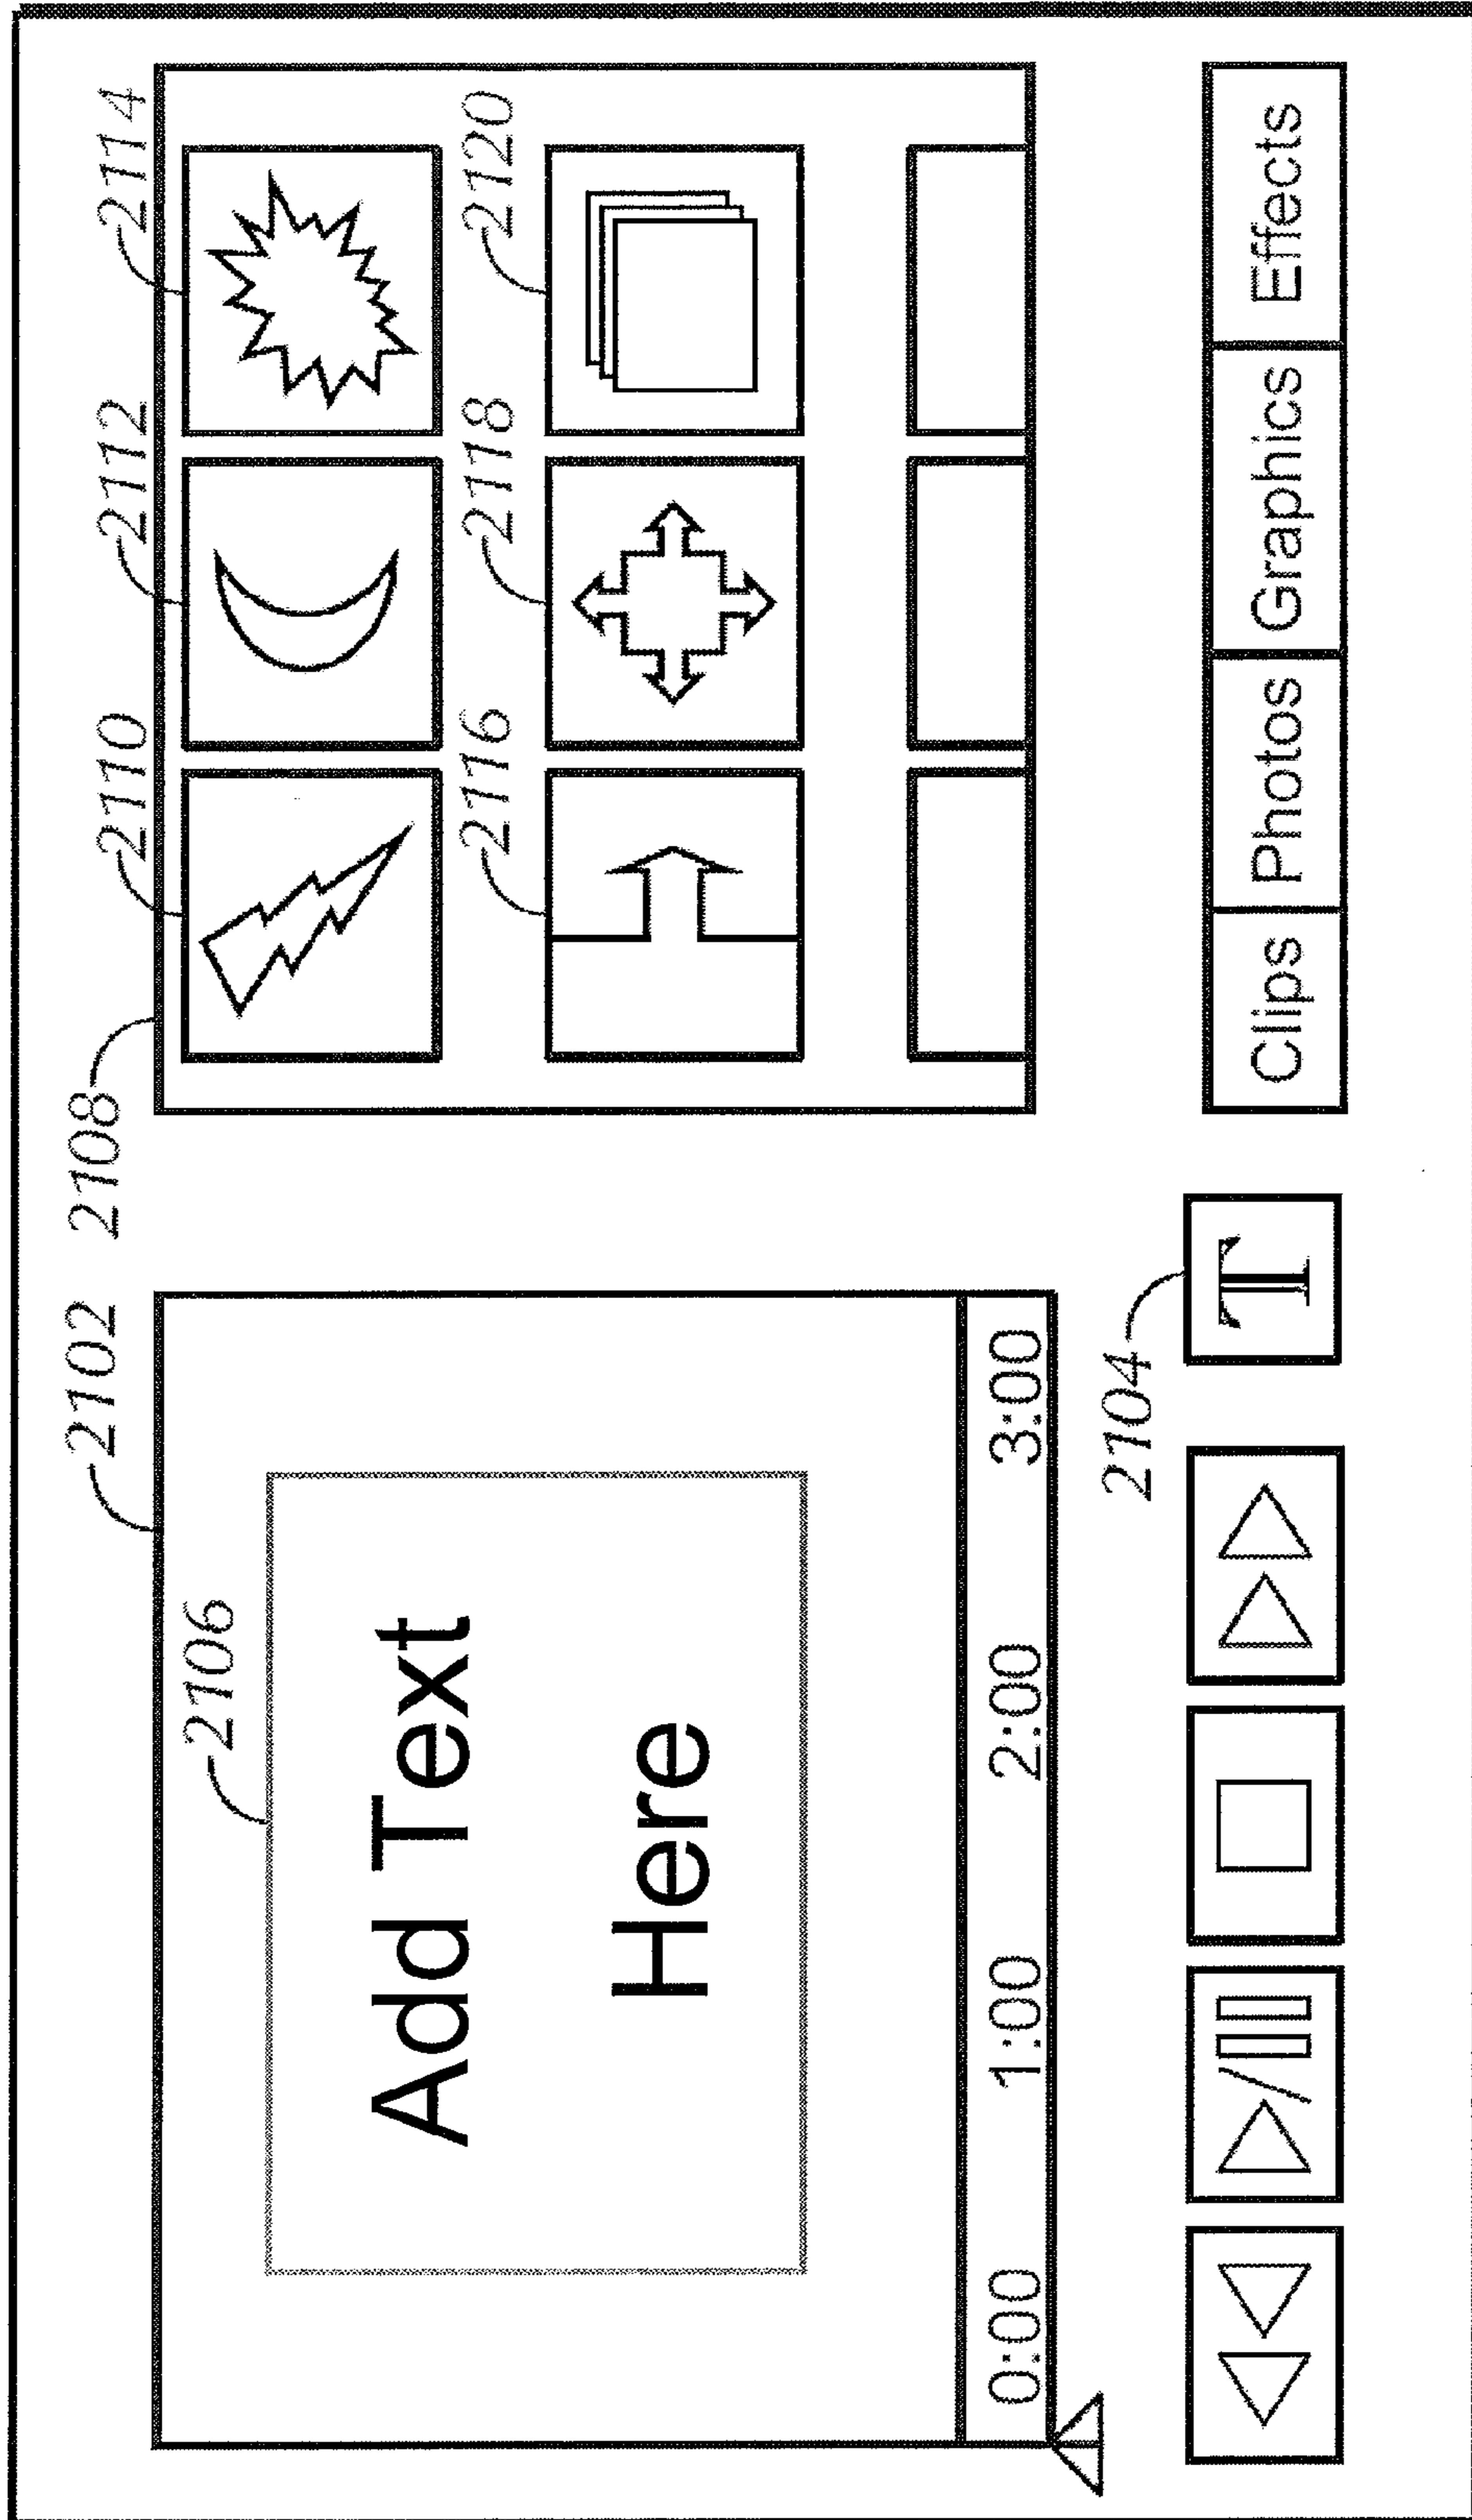 2102
2108
2110
2112
2114
2106
Add Text
Here
2116
2118
2120
0:00
1:00
2:00
3:00
2104
T
Clips
Photos
Graphics
Effects